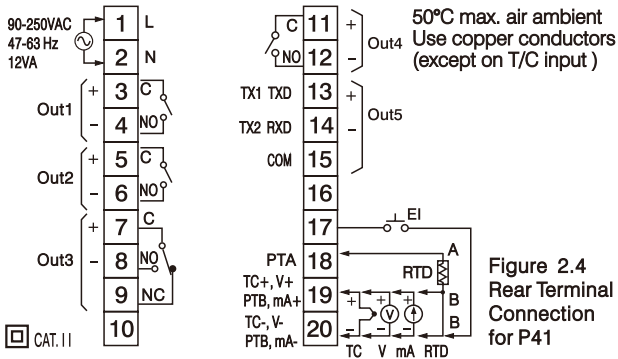 90-250VAC
47-63 Hz
12VA
1 L
2 N
Out1
+ 3 C
- 4 NO
Out2
+ 5 C
- 6 NO
Out3
+ 7 C
- 8 NO
9 NC
10
CAT. II
C 11 +
NO 12 -
Out4
TX1 TXD 13 +
TX2 RXD 14 -
Out5
COM 15
16
17 EI
PTA 18 A
RTD
TC+, V+
PTB, mA+ 19 + + + B
TC-, V-
PTB, mA- 20 - - - B
V
TC V mA RTD
50°C max. air ambient
Use copper conductors
(except on T/C input )
Figure 2.4
Rear Terminal
Connection
for P41